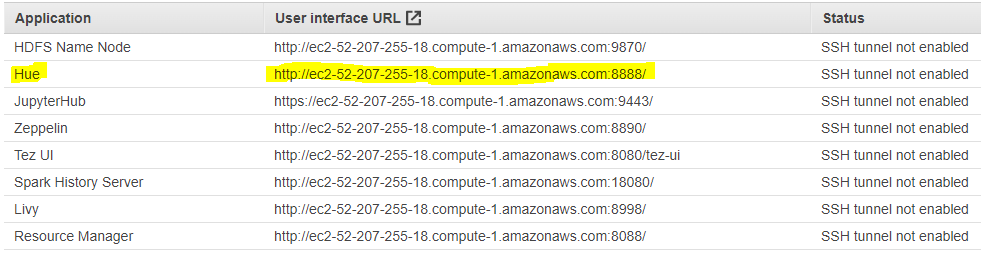 Application User interface URL Status
HDFS Name Node http://ec2-52-207-255-18.compute-1.amazonaws.com:9870/ SSH tunnel not enabled
Hue http://ec2-52-207-255-18.compute-1.amazonaws.com:8888/ SSH tunnel not enabled
JupyterHub https://ec2-52-207-255-18.compute-1.amazonaws.com:9443/ SSH tunnel not enabled
Zeppelin http://ec2-52-207-255-18.compute-1.amazonaws.com:8890/ SSH tunnel not enabled
Tez UI http://ec2-52-207-255-18.compute-1.amazonaws.com:8080/tez-ui SSH tunnel not enabled
Spark History Server http://ec2-52-207-255-18.compute-1.amazonaws.com:18080/ SSH tunnel not enabled
Livy http://ec2-52-207-255-18.compute-1.amazonaws.com:8998/ SSH tunnel not enabled
Resource Manager http://ec2-52-207-255-18.compute-1.amazonaws.com:8088/ SSH tunnel not enabled